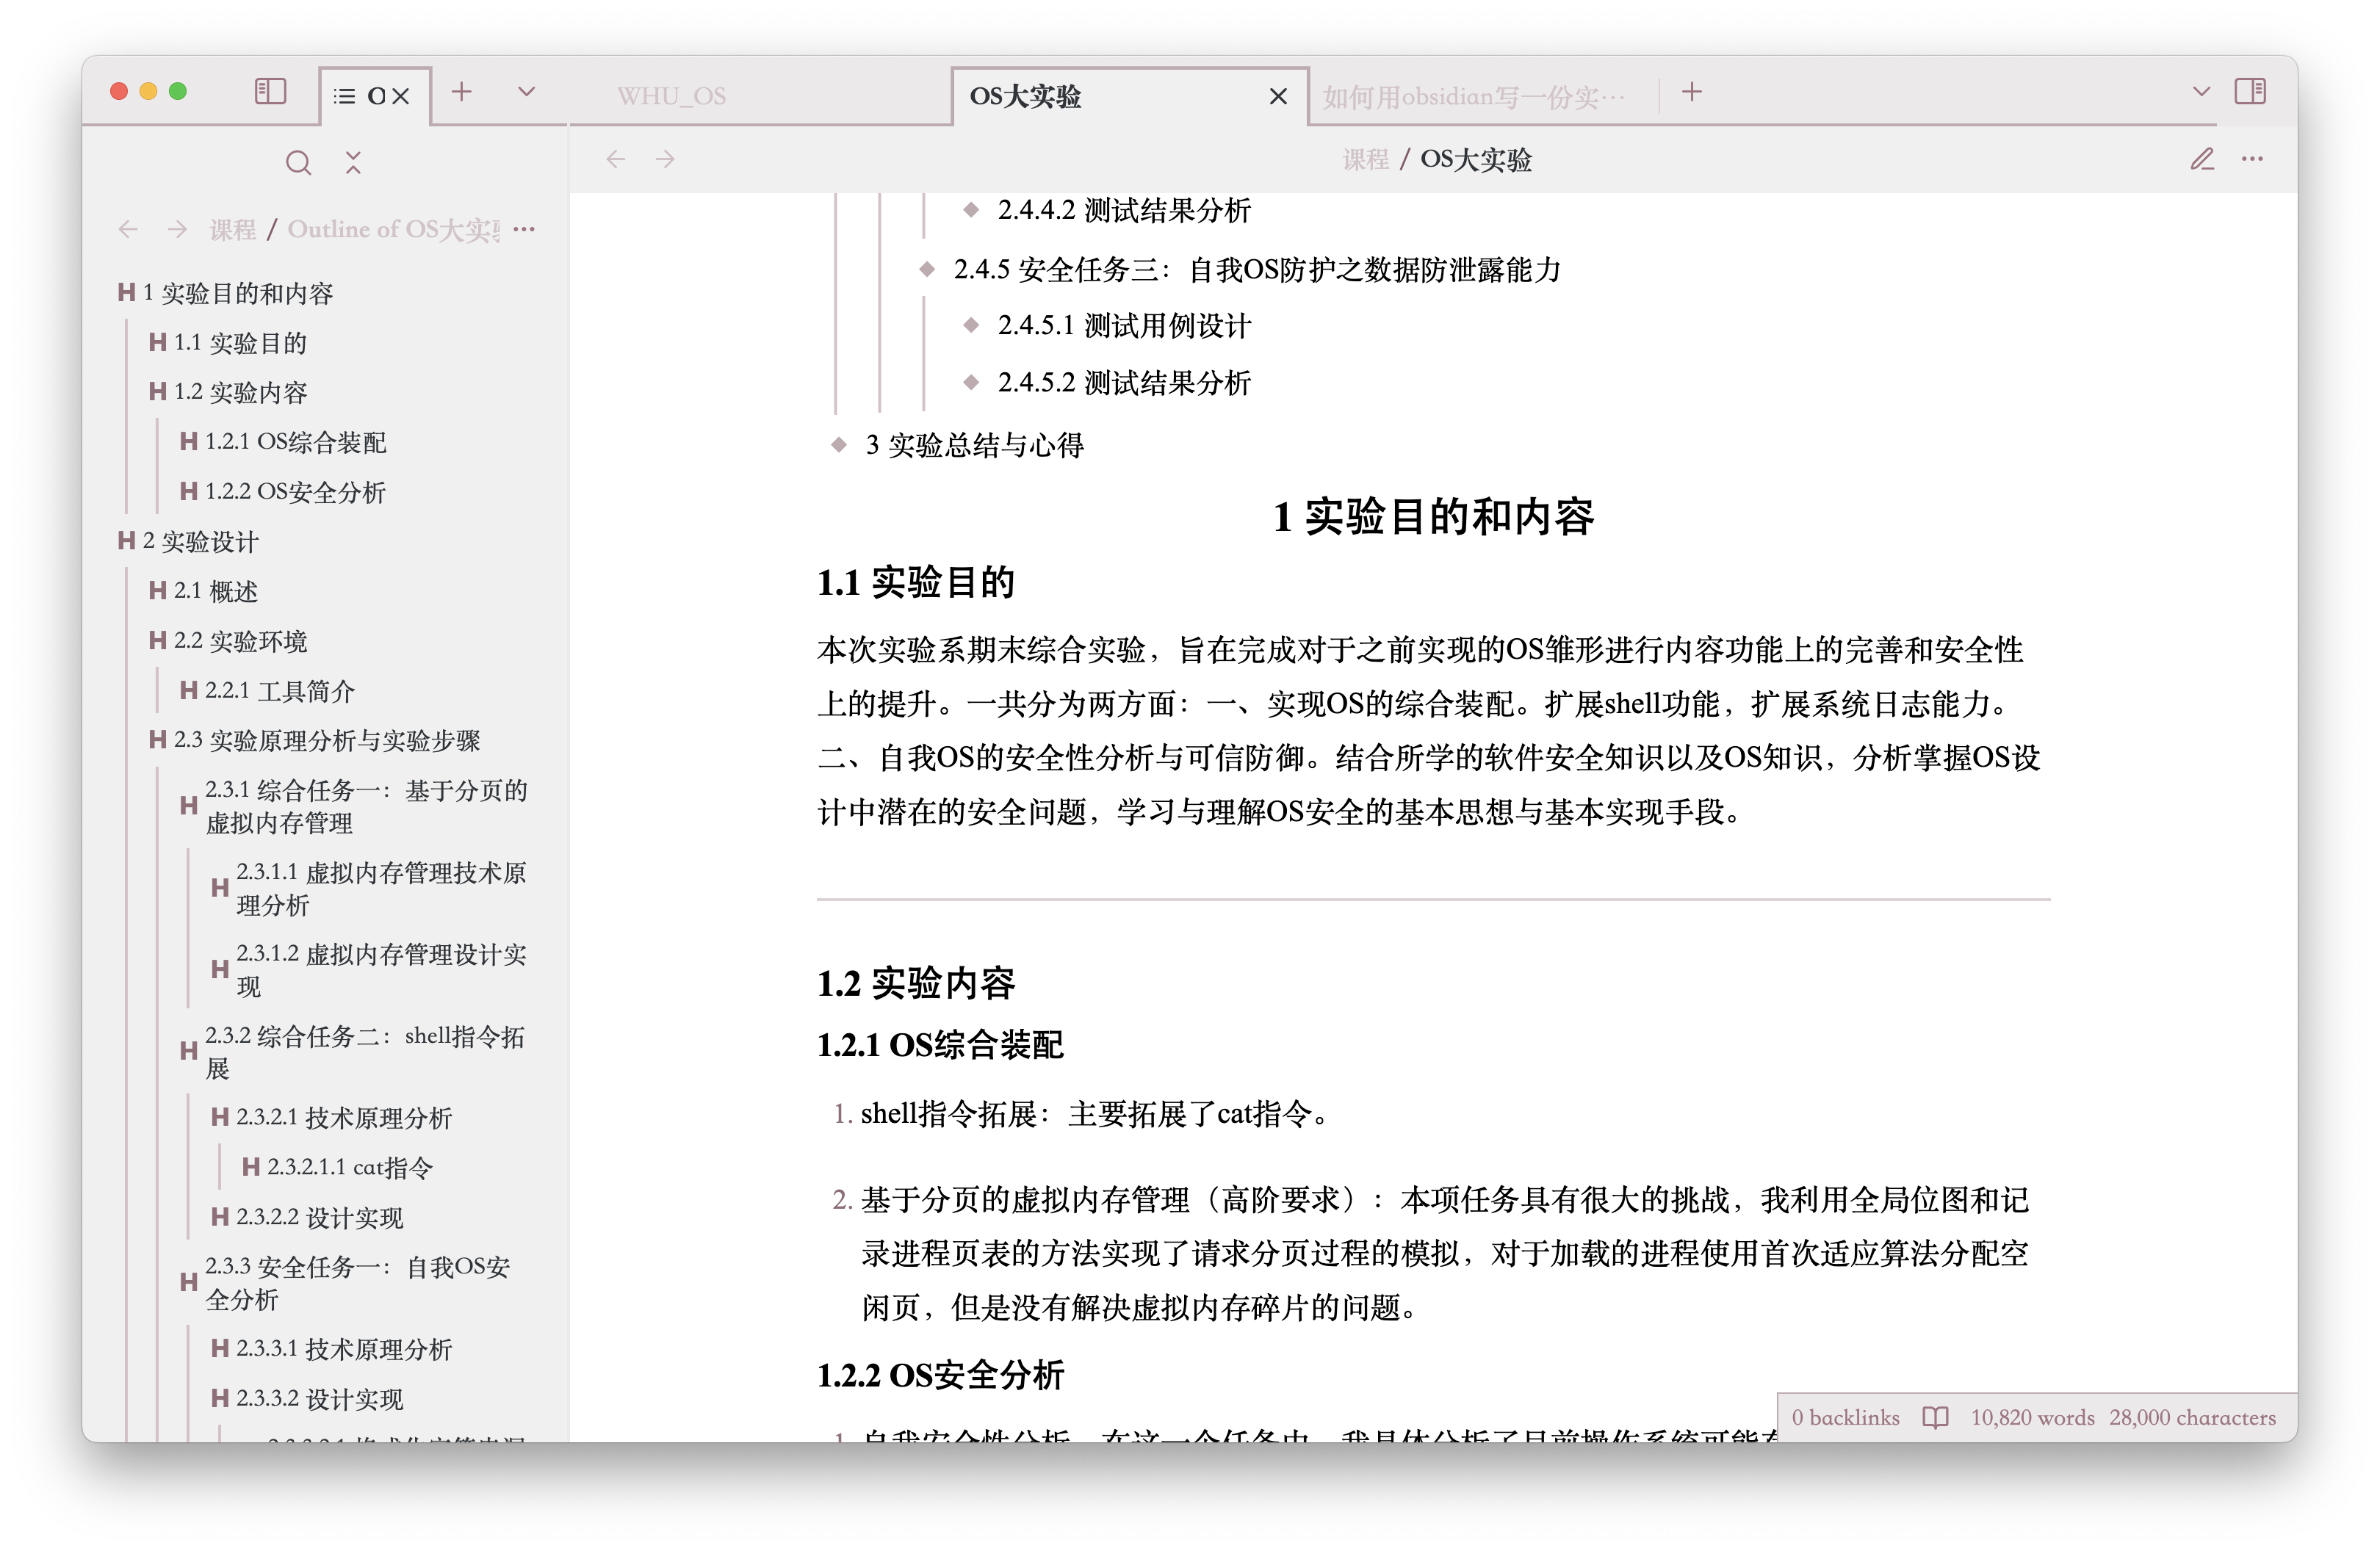 O
WHU_OS
OS大实验
如何用obsidian写一份实…
课程 / OS大实验
课程 / Outline of OS大实
H 1 实验目的和内容
H 1.1 实验目的
H 1.2 实验内容
H 1.2.1 OS综合装配
H 1.2.2 OS安全分析
H 2 实验设计
H 2.1 概述
H 2.2 实验环境
H 2.2.1 工具简介
H 2.3 实验原理分析与实验步骤
H 2.3.1 综合任务一：基于分页的
虚拟内存管理
H 2.3.1.1 虚拟内存管理技术原
理分析
H 2.3.1.2 虚拟内存管理设计实
现
H 2.3.2 综合任务二：shell指令拓
展
H 2.3.2.1 技术原理分析
H 2.3.2.1.1 cat指令
H 2.3.2.2 设计实现
H 2.3.3 安全任务一：自我OS安
全分析
H 2.3.3.1 技术原理分析
H 2.3.3.2 设计实现
2.4.4.2 测试结果分析
2.4.5 安全任务三：自我OS防护之数据防泄露能力
2.4.5.1 测试用例设计
2.4.5.2 测试结果分析
3 实验总结与心得
1 实验目的和内容
1.1 实验目的
本次实验系期末综合实验，旨在完成对于之前实现的OS雏形进行内容功能上的完善和安全性
上的提升。一共分为两方面：一、实现OS的综合装配。扩展shell功能，扩展系统日志能力。
二、自我OS的安全性分析与可信防御。结合所学的软件安全知识以及OS知识，分析掌握OS设
计中潜在的安全问题，学习与理解OS安全的基本思想与基本实现手段。
1.2 实验内容
1.2.1 OS综合装配
1. shell指令拓展：主要拓展了cat指令。
2. 基于分页的虚拟内存管理（高阶要求）：本项任务具有很大的挑战，我利用全局位图和记
录进程页表的方法实现了请求分页过程的模拟，对于加载的进程使用首次适应算法分配空
闲页，但是没有解决虚拟内存碎片的问题。
1.2.2 OS安全分析
1. 自我安全性分析。在这一个任务中，我具体分析了目前操作系统可能
0 backlinks 10,820 words 28,000 characters